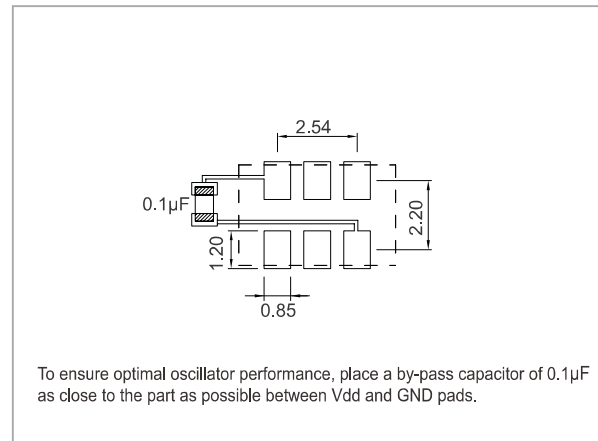 2.54
0.1µF
2.20
1.20
0.85
To ensure optimal oscillator performance, place a by-pass capacitor of 0.1µF
as close to the part as possible between Vdd and GND pads.